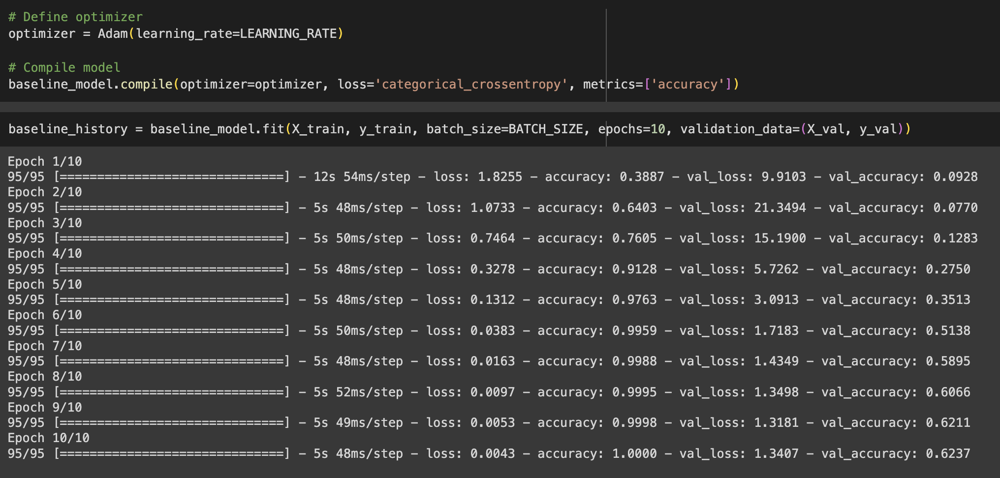 # Define optimizer
optimizer = Adam(learning_rate=LEARNING_RATE)
# Compile model
baseline_model.compile(optimizer=optimizer, loss='categorical_crossentropy', metrics=['accuracy'])
baseline_history = baseline_model.fit(X_train, y_train, batch_size=BATCH_SIZE, epochs=10, validation_data=(X_val, y_val))
Epoch 1/10
95/95 [==============================] - 12s 54ms/step - loss: 1.8255 - accuracy: 0.3887 - val_loss: 9.9103 - val_accuracy: 0.0928
Epoch 2/10
95/95 [==============================] - 5s 48ms/step - loss: 1.0733 - accuracy: 0.6403 - val_loss: 21.3494 - val_accuracy: 0.0770
Epoch 3/10
95/95 [==============================] - 5s 50ms/step - loss: 0.7464 - accuracy: 0.7605 - val_loss: 15.1900 - val_accuracy: 0.1283
Epoch 4/10
95/95 [==============================] - 5s 48ms/step - loss: 0.3278 - accuracy: 0.9128 - val_loss: 5.7262 - val_accuracy: 0.2750
Epoch 5/10
95/95 [==============================] - 5s 48ms/step - loss: 0.1312 - accuracy: 0.9763 - val_loss: 3.0913 - val_accuracy: 0.3513
Epoch 6/10
95/95 [==============================] - 5s 50ms/step - loss: 0.0383 - accuracy: 0.9959 - val_loss: 1.7183 - val_accuracy: 0.5138
Epoch 7/10
95/95 [==============================] - 5s 48ms/step - loss: 0.0163 - accuracy: 0.9988 - val_loss: 1.4349 - val_accuracy: 0.5895
Epoch 8/10
95/95 [==============================] - 5s 52ms/step - loss: 0.0097 - accuracy: 0.9995 - val_loss: 1.3498 - val_accuracy: 0.6066
Epoch 9/10
95/95 [==============================] - 5s 49ms/step - loss: 0.0053 - accuracy: 0.9998 - val_loss: 1.3181 - val_accuracy: 0.6211
Epoch 10/10
95/95 [==============================] - 5s 48ms/step - loss: 0.0043 - accuracy: 1.0000 - val_loss: 1.3407 - val_accuracy: 0.6237